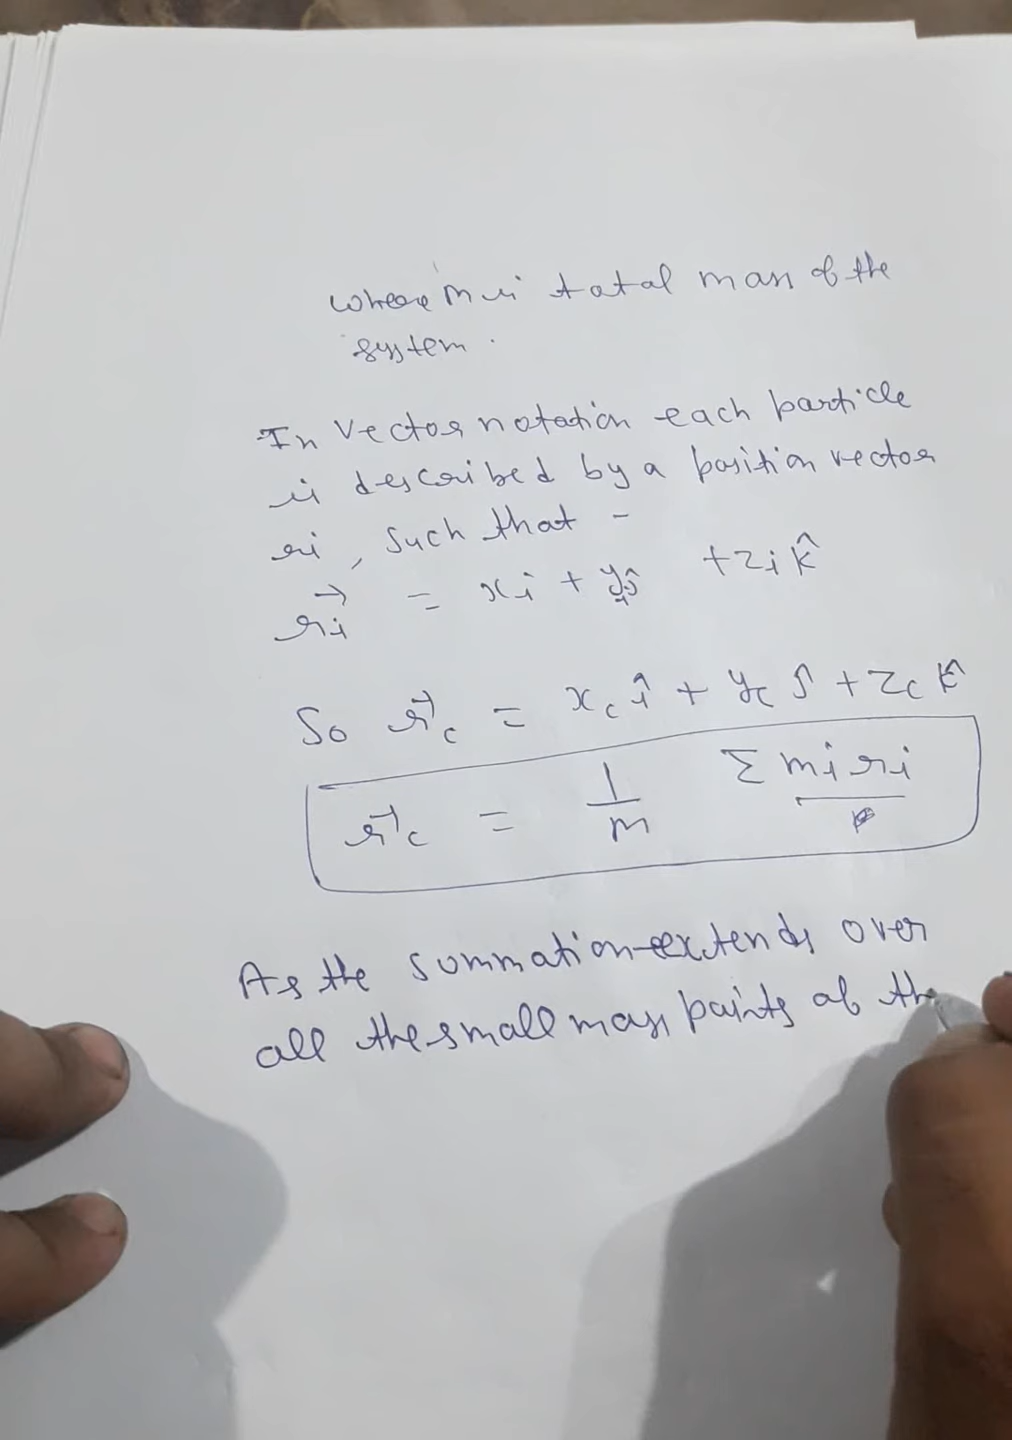 where m is total mass of the
system.
In vector notation each particle
is described by a position vector
ri, such that -
r⃗i = xi + yĵ + zi k̂
So r⃗c = xc î + yc ĵ + zc k̂
r⃗c = 1/m Σ mi ri
As the summation extends over
all the small mass points of th